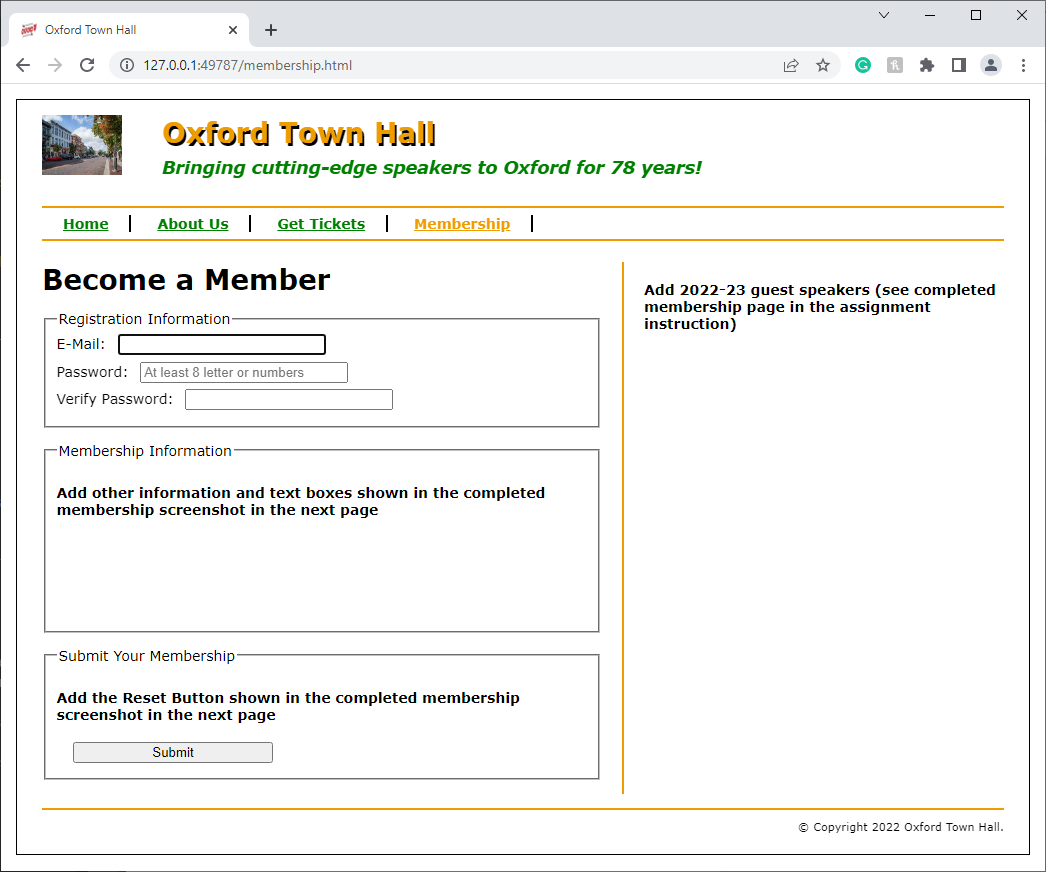 Oxford Town Hall
127.0.0.1:49787/membership.html
Oxford Town Hall
Bringing cutting-edge speakers to Oxford for 78 years!
Home About Us Get Tickets Membership
Become a Member
Registration Information
E-Mail:
Password: At least 8 letter or numbers
Verify Password:
Membership Information
Add other information and text boxes shown in the completed
membership screenshot in the next page
Submit Your Membership
Add the Reset Button shown in the completed membership
screenshot in the next page
Submit
Add 2022-23 guest speakers (see completed
membership page in the assignment
instruction)
© Copyright 2022 Oxford Town Hall.